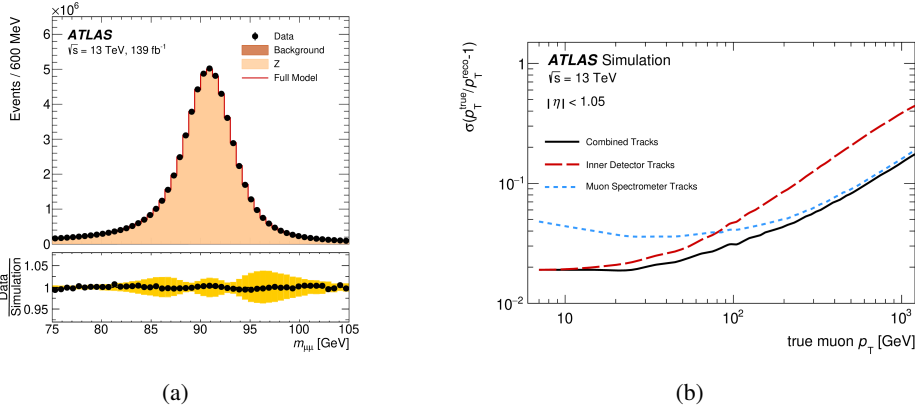 ×10⁶
6
5
4
3
2
1
0
Events / 600 MeV
ATLAS
√s = 13 TeV, 139 fb⁻¹
Data
Background
Z
Full Model
1.05
1
0.95
Data
Simulation
75 80 85 90 95 100 105
mμμ [GeV]
(a)
σ(p_T^true/p_T^reco-1)
1
10⁻¹
10⁻²
ATLAS Simulation
√s = 13 TeV
|η| < 1.05
Combined Tracks
Inner Detector Tracks
Muon Spectrometer Tracks
10 10² 10³
true muon p_T [GeV]
(b)